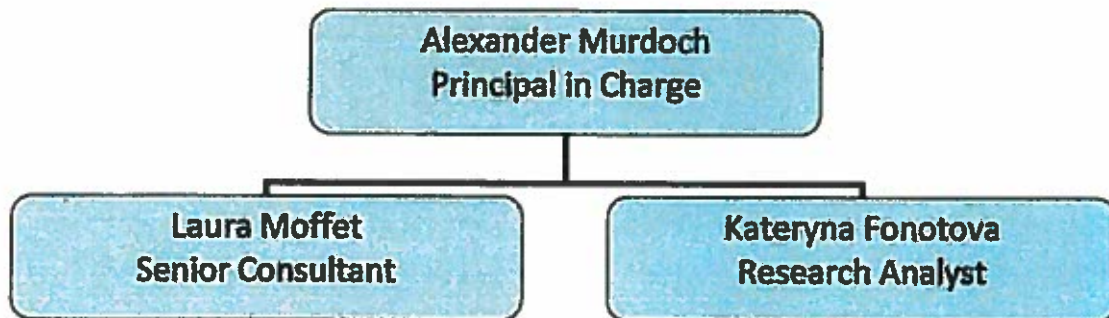 Alexander Murdoch
Principal in Charge
Laura Moffet
Senior Consultant
Kateryna Fonotova
Research Analyst